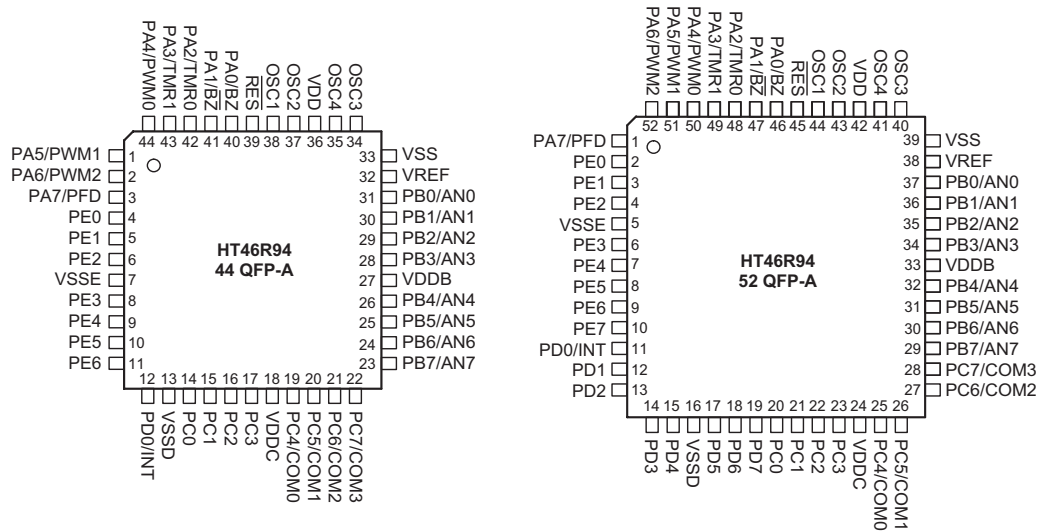 PA4/PWM0
PA3/TMR1
PA2/TMR0
PA1/BZ
PA0/BZ
RES
OSC1
OSC2
VDD
OSC4
OSC3
44 43 42 41 40 39 38 37 36 35 34
PA5/PWM1 1
PA6/PWM2 2
PA7/PFD 3
PE0 4
PE1 5
PE2 6
VSSE 7
PE3 8
PE4 9
PE5 10
PE6 11
HT46R94
44 QFP-A
33 VSS
32 VREF
31 PB0/AN0
30 PB1/AN1
29 PB2/AN2
28 PB3/AN3
27 VDDB
26 PB4/AN4
25 PB5/AN5
24 PB6/AN6
23 PB7/AN7
12 13 14 15 16 17 18 19 20 21 22
PD0/INT
VSSD
PC0
PC1
PC2
PC3
VDDC
PC4/COM0
PC5/COM1
PC6/COM2
PC7/COM3
PA6/PWM2
PA5/PWM1
PA4/PWM0
PA3/TMR1
PA2/TMR0
PA1/BZ
PA0/BZ
RES
OSC1
OSC2
VDD
OSC4
OSC3
52 51 50 49 48 47 46 45 44 43 42 41 40
PA7/PFD 1
PE0 2
PE1 3
PE2 4
VSSE 5
PE3 6
PE4 7
PE5 8
PE6 9
PE7 10
PD0/INT 11
PD1 12
PD2 13
HT46R94
52 QFP-A
39 VSS
38 VREF
37 PB0/AN0
36 PB1/AN1
35 PB2/AN2
34 PB3/AN3
33 VDDB
32 PB4/AN4
31 PB5/AN5
30 PB6/AN6
29 PB7/AN7
28 PC7/COM3
27 PC6/COM2
14 15 16 17 18 19 20 21 22 23 24 25 26
PD3
PD4
VSSD
PD5
PD6
PD7
PC0
PC1
PC2
PC3
VDDC
PC4/COM0
PC5/COM1